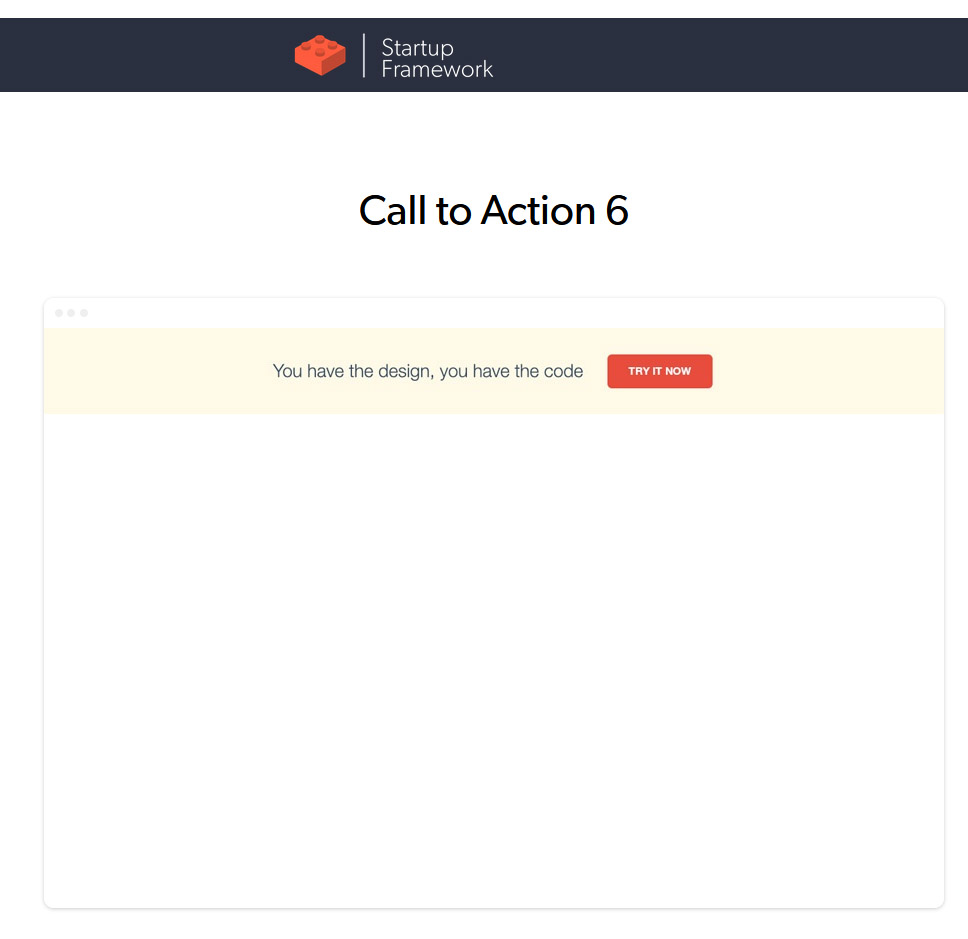 Startup
Framework
Call to Action 6
You have the design, you have the code
TRY IT NOW